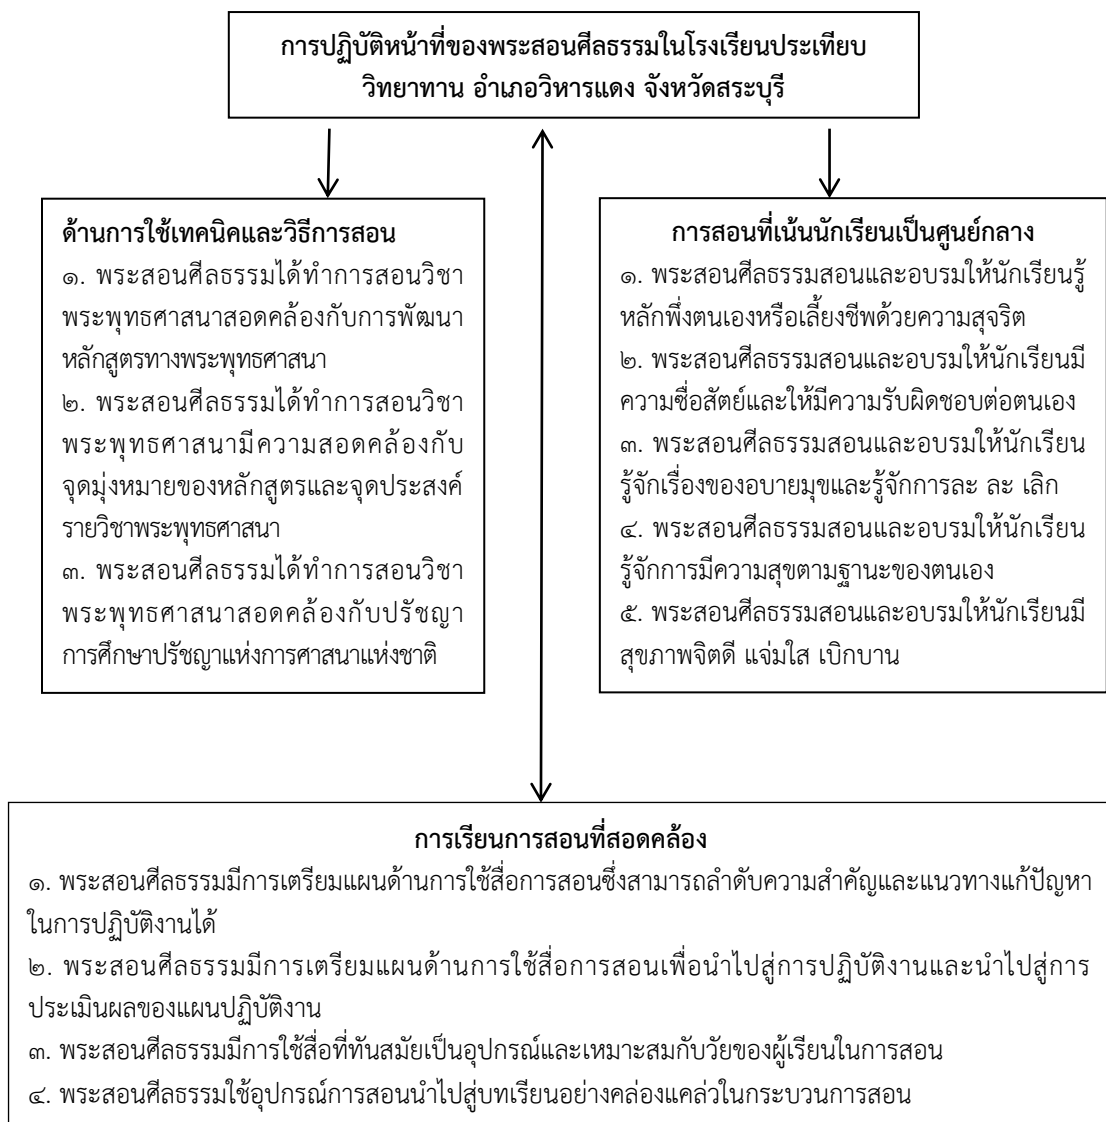 การปฏิบัติหน้าที่ของพระสอนศีลธรรมในโรงเรียนประเทียบ
วิทยาทาน อำเภอวิหารแดง จังหวัดสระบุรี
ด้านการใช้เทคนิคและวิธีการสอน
๑. พระสอนศีลธรรมได้ทำการสอนวิชา
พระพุทธศาสนาสอดคล้องกับการพัฒนา
หลักสูตรทางพระพุทธศาสนา
๒. พระสอนศีลธรรมได้ทำการสอนวิชา
พระพุทธศาสนามีความสอดคล้องกับ
จุดมุ่งหมายของหลักสูตรและจุดประสงค์
รายวิชาพระพุทธศาสนา
๓. พระสอนศีลธรรมได้ทำการสอนวิชา
พระพุทธศาสนาสอดคล้องกับปรัชญา
การศึกษาปรัชญาแห่งการศาสนาแห่งชาติ
การสอนที่เน้นนักเรียนเป็นศูนย์กลาง
๑. พระสอนศีลธรรมสอนและอบรมให้นักเรียนรู้
หลักพึ่งตนเองหรือเลี้ยงชีพด้วยความสุจริต
๒. พระสอนศีลธรรมสอนและอบรมให้นักเรียนมี
ความซื่อสัตย์และให้มีความรับผิดชอบต่อตนเอง
๓. พระสอนศีลธรรมสอนและอบรมให้นักเรียน
รู้จักเรื่องของอบายมุขและรู้จักการละ ละ เลิก
๔. พระสอนศีลธรรมสอนและอบรมให้นักเรียน
รู้จักการมีความสุขตามฐานะของตนเอง
๕. พระสอนศีลธรรมสอนและอบรมให้นักเรียนมี
สุขภาพจิตดี แจ่มใส เบิกบาน
การเรียนการสอนที่สอดคล้อง
๑. พระสอนศีลธรรมมีการเตรียมแผนด้านการใช้สื่อการสอนซึ่งสามารถลำดับความสำคัญและแนวทางแก้ปัญหา
ในการปฏิบัติงานได้
๒. พระสอนศีลธรรมมีการเตรียมแผนด้านการใช้สื่อการสอนเพื่อนำไปสู่การปฏิบัติงานและนำไปสู่การ
ประเมินผลของแผนปฏิบัติงาน
๓. พระสอนศีลธรรมมีการใช้สื่อที่ทันสมัยเป็นอุปกรณ์และเหมาะสมกับวัยของผู้เรียนในการสอน
๔. พระสอนศีลธรรมใช้อุปกรณ์การสอนนำไปสู่บทเรียนอย่างคล่องแคล่วในกระบวนการสอน